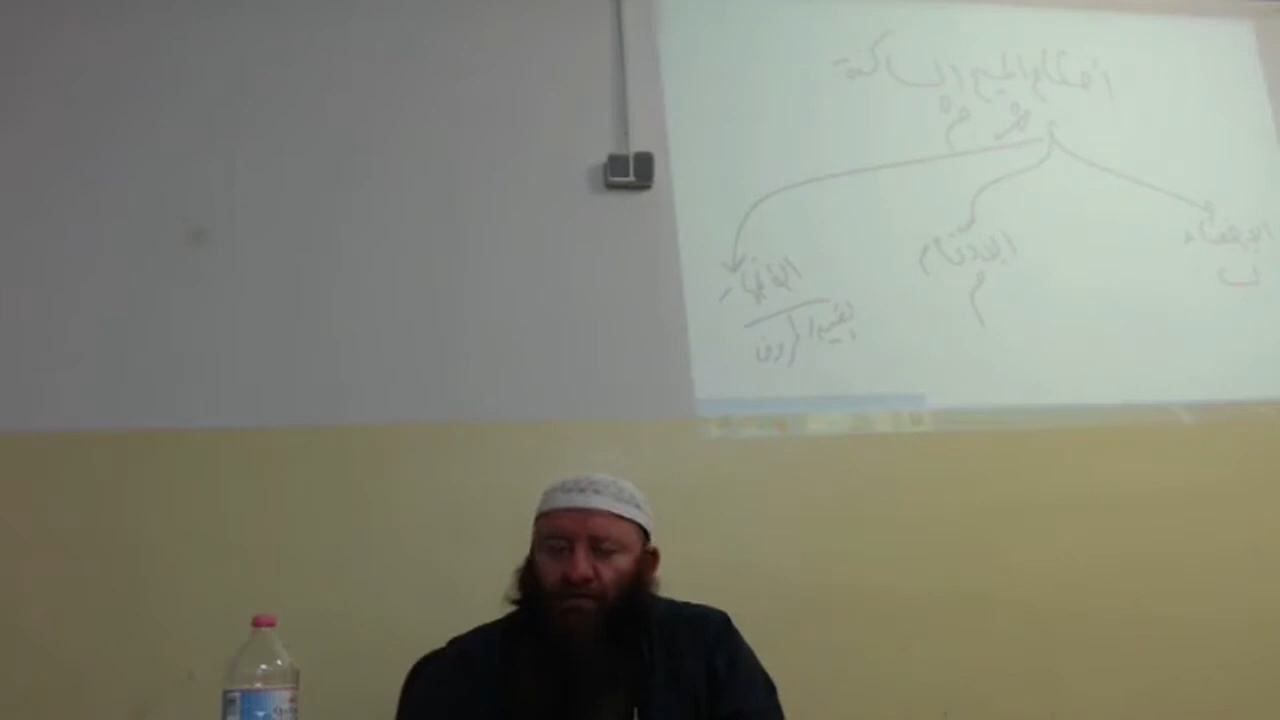 أحكام الميم الساكنة
مْ
الإخفاء الإدغام الإظهار
ب م
بقية الحروف